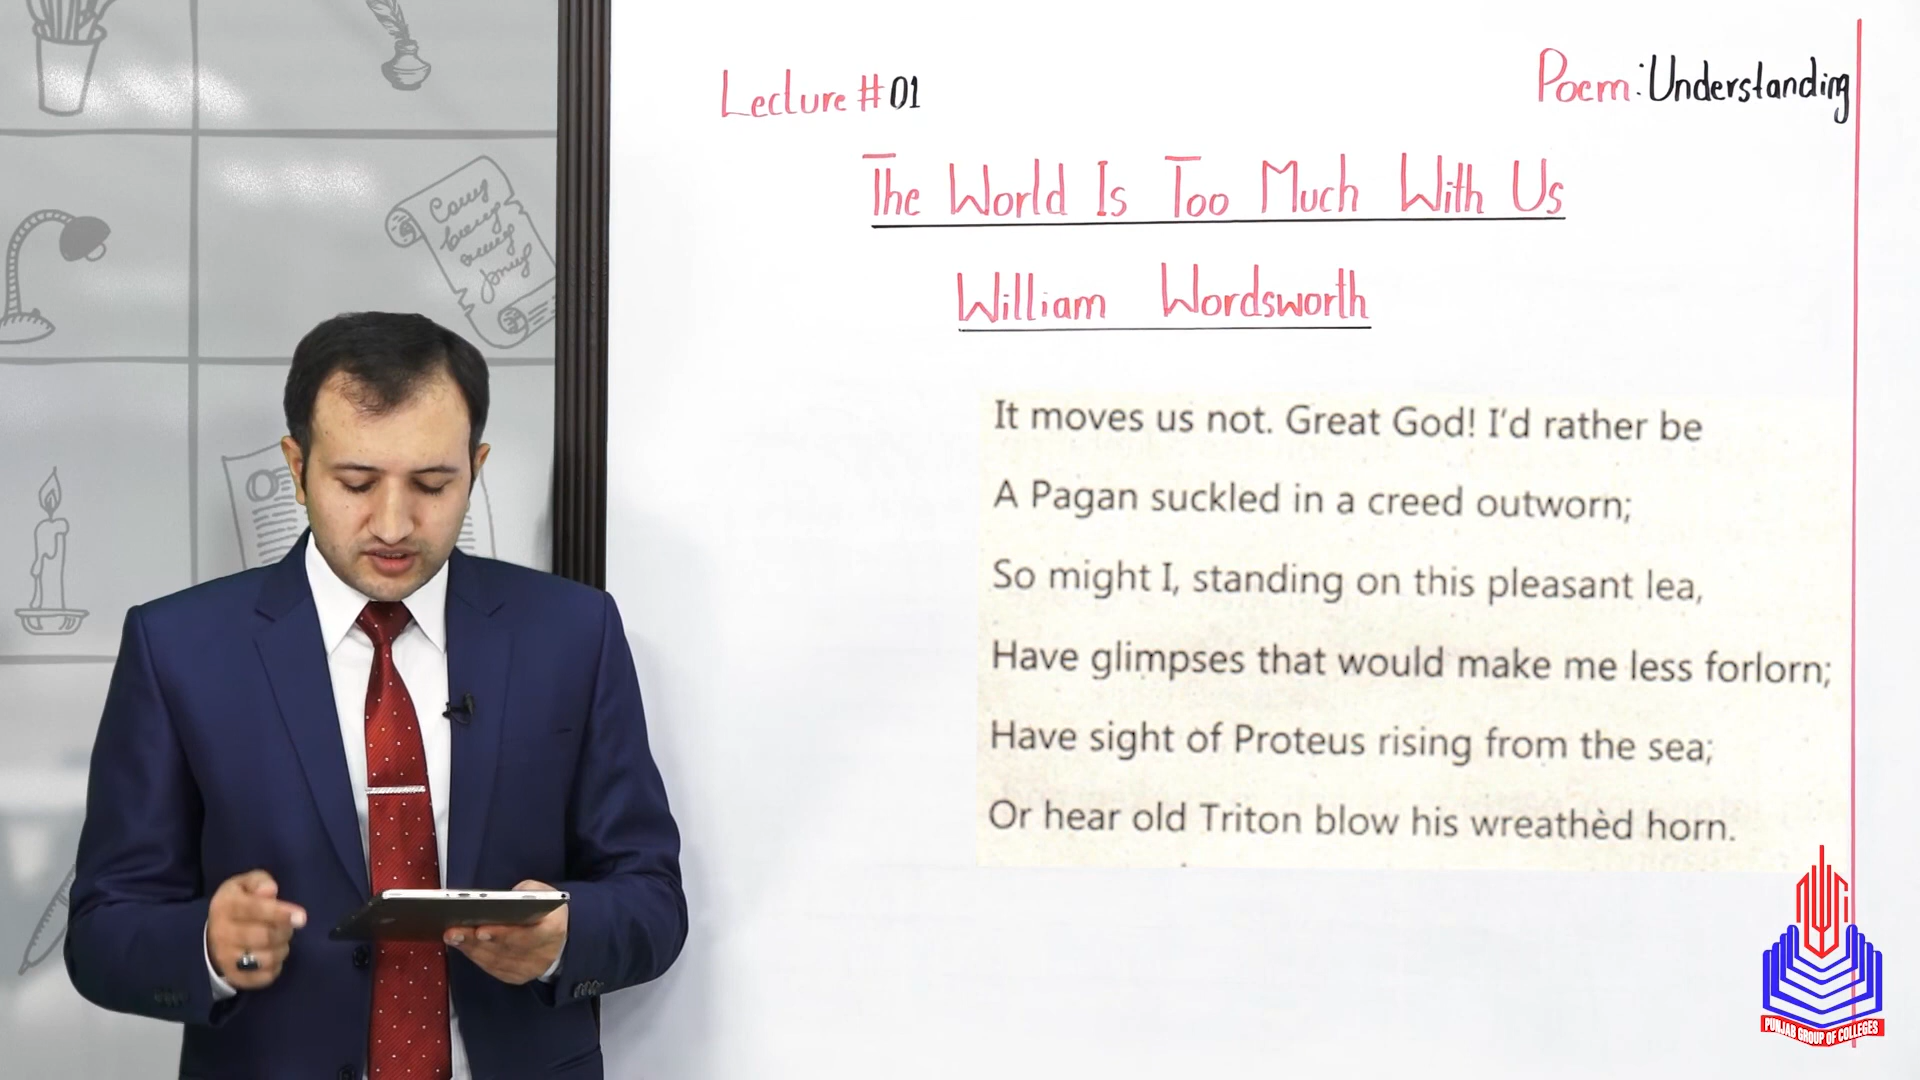 Lecture # 01
Poem: Understanding
The World Is Too Much With Us
William Wordsworth
It moves us not. Great God! I'd rather be
A Pagan suckled in a creed outworn;
So might I, standing on this pleasant lea,
Have glimpses that would make me less forlorn;
Have sight of Proteus rising from the sea;
Or hear old Triton blow his wreathèd horn.
PUNJAB GROUP OF COLLEGES